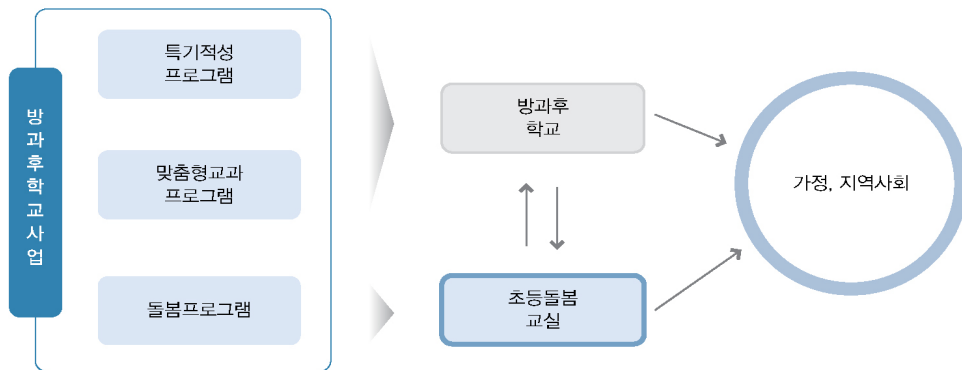 방과후학교사업
특기적성
프로그램
맞춤형교과
프로그램
돌봄프로그램
방과후
학교
초등돌봄
교실
가정, 지역사회